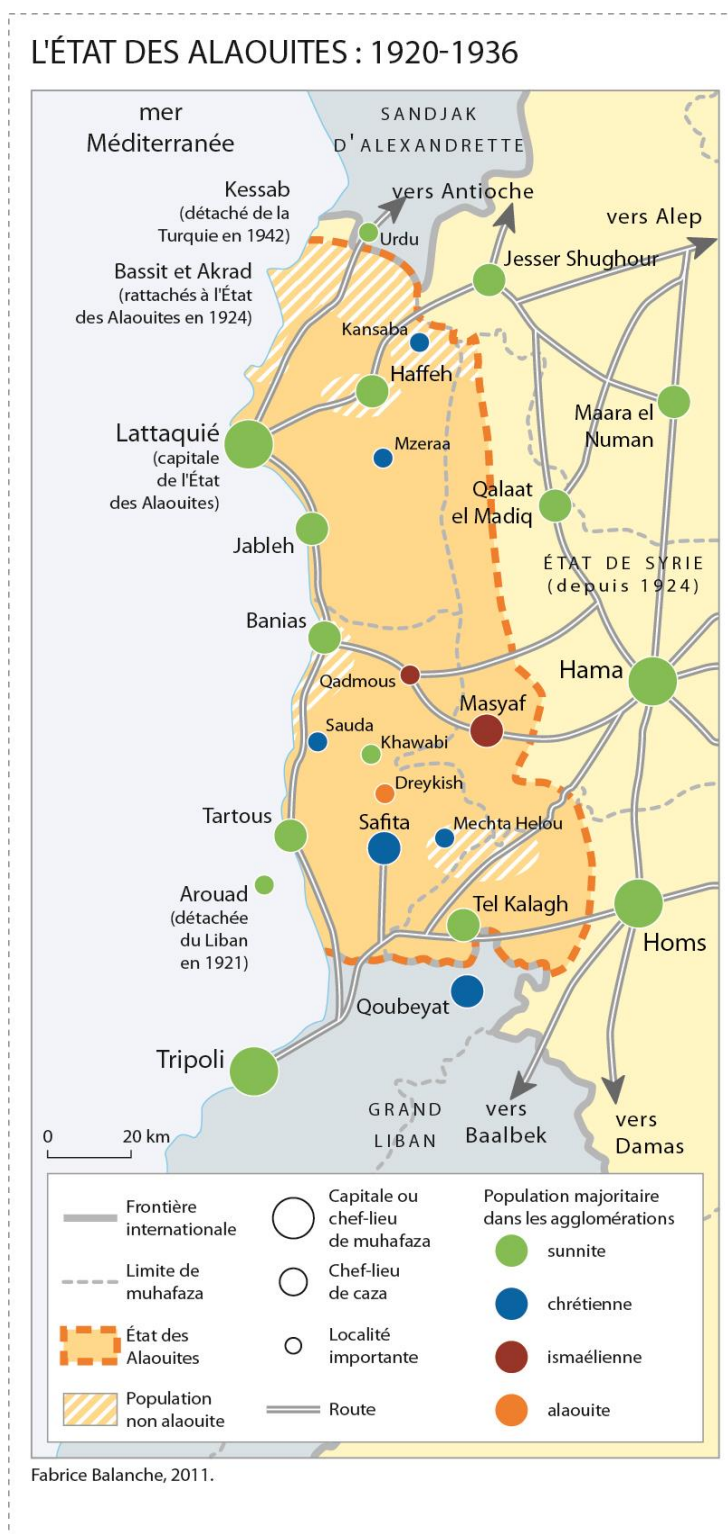 L'ÉTAT DES ALAOUITES : 1920-1936
mer
Méditerranée
SANDJAK
D'ALEXANDRETTE
Kessab
(détaché de la
Turquie en 1942)
vers Antioche
Urdu
vers Alep
Bassit et Akrad
(rattachés à l'État
des Alaouites en 1924)
Jesser Shughour
Kansaba
Haffeh
Maara el
Numan
Lattaquié
(capitale
de l'État
des Alaouites)
Mzeraa
Qalaat
el Madiq
Jableh
ÉTAT DE SYRIE
(depuis 1924)
Banias
Hama
Qadmous
Masyaf
Sauda
Khawabi
Dreykish
Tartous
Safita
Mechta Helou
Arouad
(détachée
du Liban
en 1921)
Tel Kalagh
Homs
Qoubeyat
Tripoli
GRAND
LIBAN
vers
Baalbek
vers
Damas
0 20 km
Frontière
internationale
Limite de
muhafaza
État des
Alaouites
Population
non alaouite
Capitale ou
chef-lieu
de muhafaza
Chef-lieu
de caza
Localité
importante
Route
Population majoritaire
dans les agglomérations
sunnite
chrétienne
ismaélienne
alaouite
Fabrice Balanche, 2011.